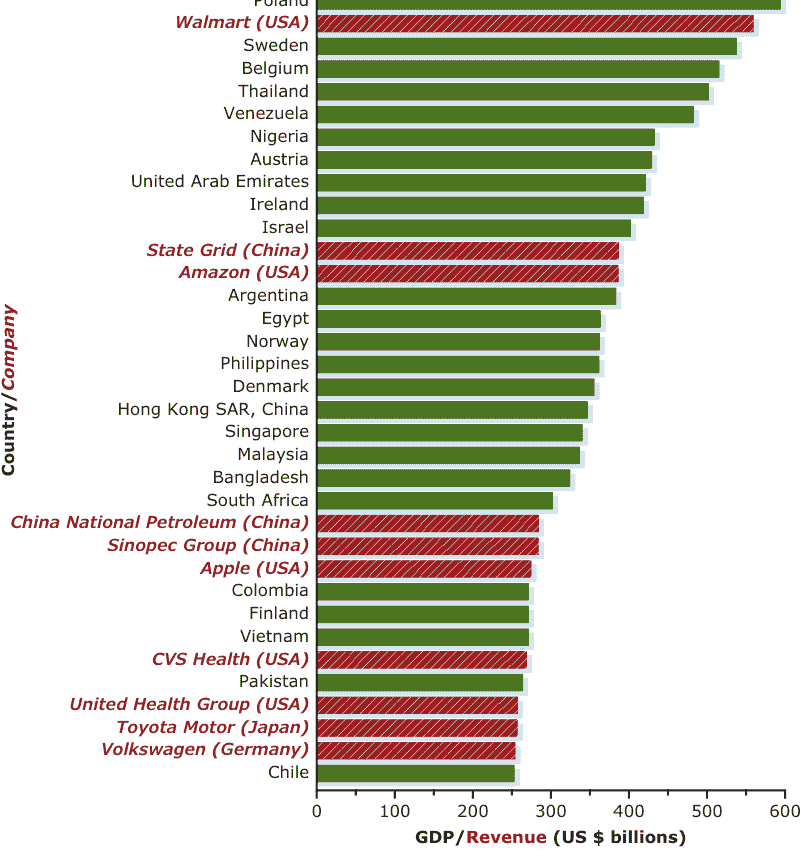 Poland
Walmart (USA)
Sweden
Belgium
Thailand
Venezuela
Nigeria
Austria
United Arab Emirates
Ireland
Israel
State Grid (China)
Amazon (USA)
Argentina
Egypt
Norway
Philippines
Denmark
Hong Kong SAR, China
Singapore
Malaysia
Bangladesh
South Africa
China National Petroleum (China)
Sinopec Group (China)
Apple (USA)
Colombia
Finland
Vietnam
CVS Health (USA)
Pakistan
United Health Group (USA)
Toyota Motor (Japan)
Volkswagen (Germany)
Chile
Country/Company
0 100 200 300 400 500 600
GDP/Revenue (US $ billions)